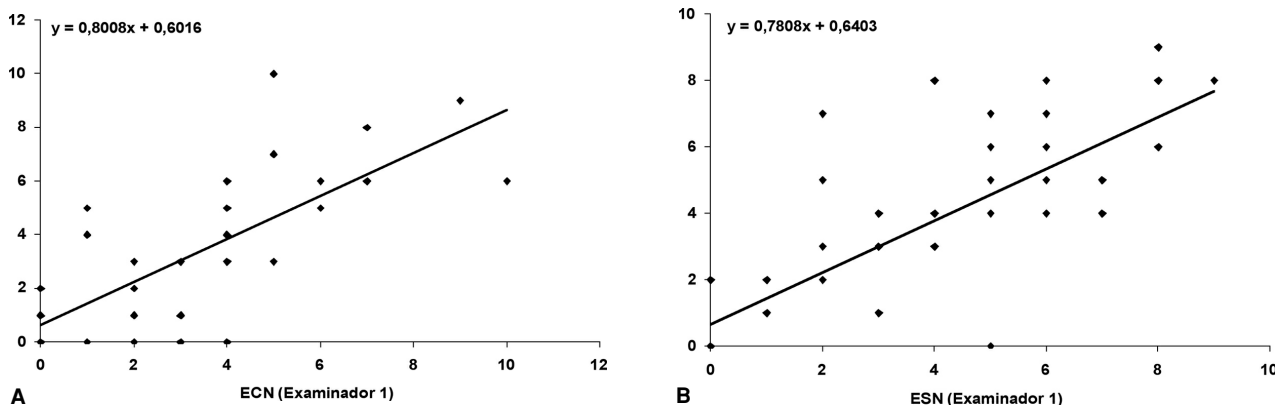 y = 0,8008x + 0,6016
12
10
8
6
4
2
0
0 2 4 6 8 10 12
ECN (Examinador 1)
A
y = 0,7808x + 0,6403
10
8
6
4
2
0
0 2 4 6 8 10
ESN (Examinador 1)
B